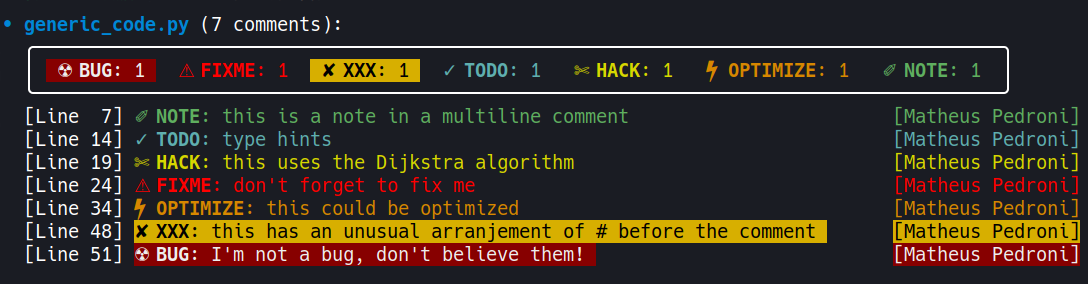 • generic_code.py (7 comments):
☢ BUG: 1 ⚠ FIXME: 1 ✘ XXX: 1 ✓ TODO: 1 ✄ HACK: 1 ⚡ OPTIMIZE: 1 ✐ NOTE: 1
[Line  7] ✐ NOTE: this is a note in a multiline comment [Matheus Pedroni]
[Line 14] ✓ TODO: type hints [Matheus Pedroni]
[Line 19] ✄ HACK: this uses the Dijkstra algorithm [Matheus Pedroni]
[Line 24] ⚠ FIXME: don't forget to fix me [Matheus Pedroni]
[Line 34] ⚡ OPTIMIZE: this could be optimized [Matheus Pedroni]
[Line 48] ✘ XXX: this has an unusual arranjement of # before the comment [Matheus Pedroni]
[Line 51] ☢ BUG: I'm not a bug, don't believe them! [Matheus Pedroni]